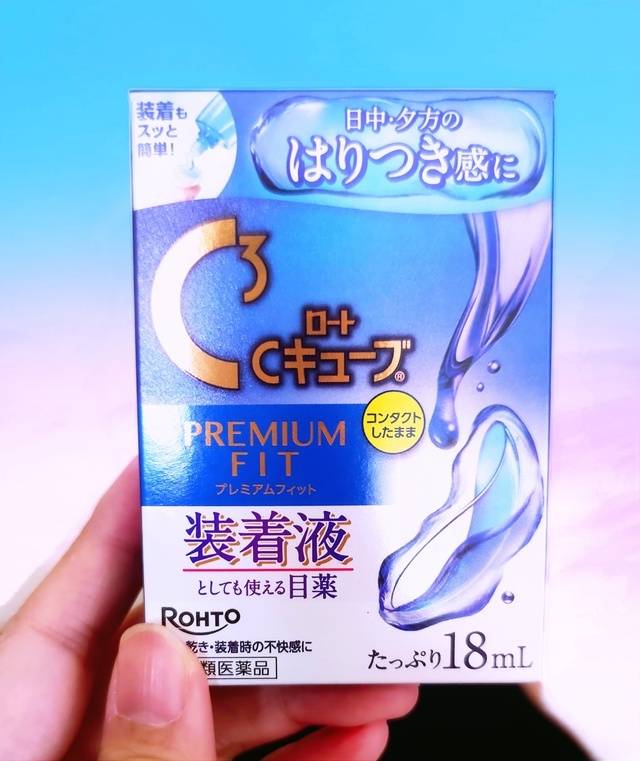 装着も
スッと
簡単!
日中・夕方の
はりつき感に
C3
ロート
Cキューブ®
コンタクト
したまま
PREMIUM
FIT
プレミアムフィット
装着液
としても使える目薬
ROHTO
乾き・装着時の不快感に
類医薬品
たっぷり18mL